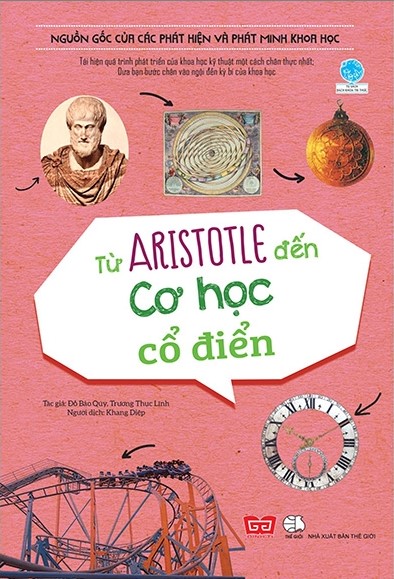 NGUỒN GỐC CỦA CÁC PHÁT HIỆN VÀ PHÁT MINH KHOA HỌC
Tái hiện quá trình phát triển của khoa học kỹ thuật một cách chân thực nhất;
Đưa bạn bước chân vào ngôi đền kỳ bí của khoa học.
Từ ARISTOTLE đến
Cơ học
cổ điển
Tác giả: Đỗ Bảo Qúy, Trương Thục Linh
Người dịch: Khang Diệp
THẾ GIỚI
NHÀ XUẤT BẢN THẾ GIỚI